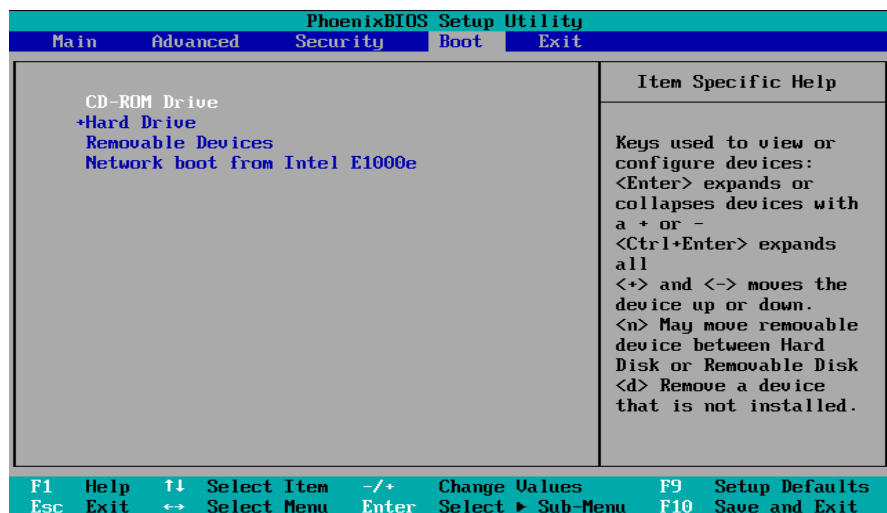 PhoenixBIOS Setup Utility
Main Advanced Security Boot Exit
CD-ROM Drive
+Hard Drive
Removable Devices
Network boot from Intel E1000e
Item Specific Help
Keys used to view or
configure devices:
<Enter> expands or
collapses devices with
a + or -
<Ctrl+Enter> expands
all
<+> and <-> moves the
device up or down.
<n> May move removable
device between Hard
Disk or Removable Disk
<d> Remove a device
that is not installed.
F1 Help ↑↓ Select Item -/+ Change Values F9 Setup Defaults
Esc Exit ↔ Select Menu Enter Select ▶ Sub-Menu F10 Save and Exit